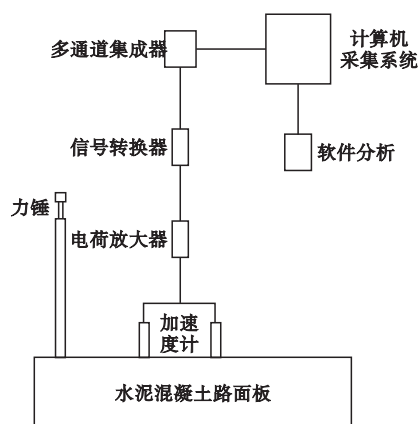 多通道集成器
计算机
采集系统
信号转换器
软件分析
力锤
电荷放大器
加速
度计
水泥混凝土路面板